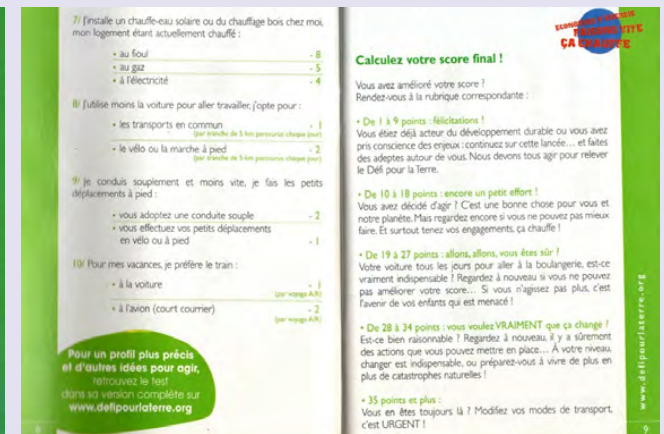 7/ J'installe un chauffe-eau solaire ou du chauffage bois chez moi,
mon logement étant actuellement chauffé :
• au fioul - 8
• au gaz - 5
• à l'électricité - 4
8/ J'utilise moins la voiture pour aller travailler, j'opte pour :
• les transports en commun - 1
(par tranche de 5 km parcourus chaque jour)
• le vélo ou la marche à pied - 2
(par tranche de 5 km parcourus chaque jour)
9/ Je conduis souplement et moins vite, je fais les petits
déplacements à pied :
• vous adoptez une conduite souple - 2
• vous effectuez vos petits déplacements
en vélo ou à pied - 1
10/ Pour mes vacances, je préfère le train :
• à la voiture - 1
(par voyage A/R)
• à l'avion (court courrier) - 2
(par voyage A/R)
Pour un profil plus précis
et d'autres idées pour agir,
retrouvez le test
dans sa version complète sur
www.defipourlaterre.org
8
ECONOMIES D'ÉNERGIE
FAISONS VITE
ÇA CHAUFFE
Calculez votre score final !
Vous avez amélioré votre score ?
Rendez-vous à la rubrique correspondante :
• De 1 à 9 points : félicitations !
Vous étiez déjà acteur du développement durable ou vous avez
pris conscience des enjeux : continuez sur cette lancée... et faites
des adeptes autour de vous. Nous devons tous agir pour relever
le Défi pour la Terre.
• De 10 à 18 points : encore un petit effort !
Vous avez décidé d'agir ? C'est une bonne chose pour vous et
notre planète. Mais regardez encore si vous ne pouvez pas mieux
faire. Et surtout tenez vos engagements, ça chauffe !
• De 19 à 27 points : allons, allons, vous êtes sûr ?
Votre voiture tous les jours pour aller à la boulangerie, est-ce
vraiment indispensable ? Regardez à nouveau si vous ne pouvez
pas améliorer votre score... Si vous n'agissez pas plus, c'est
l'avenir de vos enfants qui est menacé !
• De 28 à 34 points : vous voulez VRAIMENT que ça change ?
Est-ce bien raisonnable ? Regardez à nouveau, il y a sûrement
des actions que vous pouvez mettre en place... À votre niveau,
changer est indispensable, ou préparez-vous à vivre de plus en
plus de catastrophes naturelles !
• 35 points et plus :
Vous en êtes toujours là ? Modifiez vos modes de transport,
c'est URGENT !
www.defipourlaterre.org
9